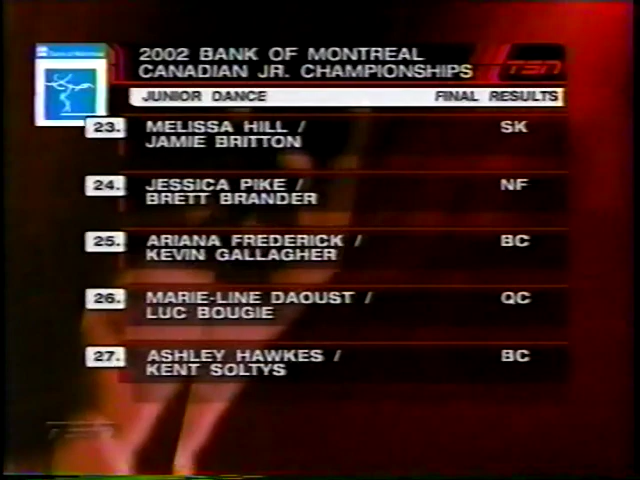 2002 BANK OF MONTREAL
CANADIAN JR. CHAMPIONSHIPS
TSN
JUNIOR DANCE FINAL RESULTS
23. MELISSA HILL / SK
JAMIE BRITTON
24. JESSICA PIKE / NF
BRETT BRANDER
25. ARIANA FREDERICK / BC
KEVIN GALLAGHER
26. MARIE-LINE DAOUST / QC
LUC BOUGIE
27. ASHLEY HAWKES / BC
KENT SOLTYS
TSN